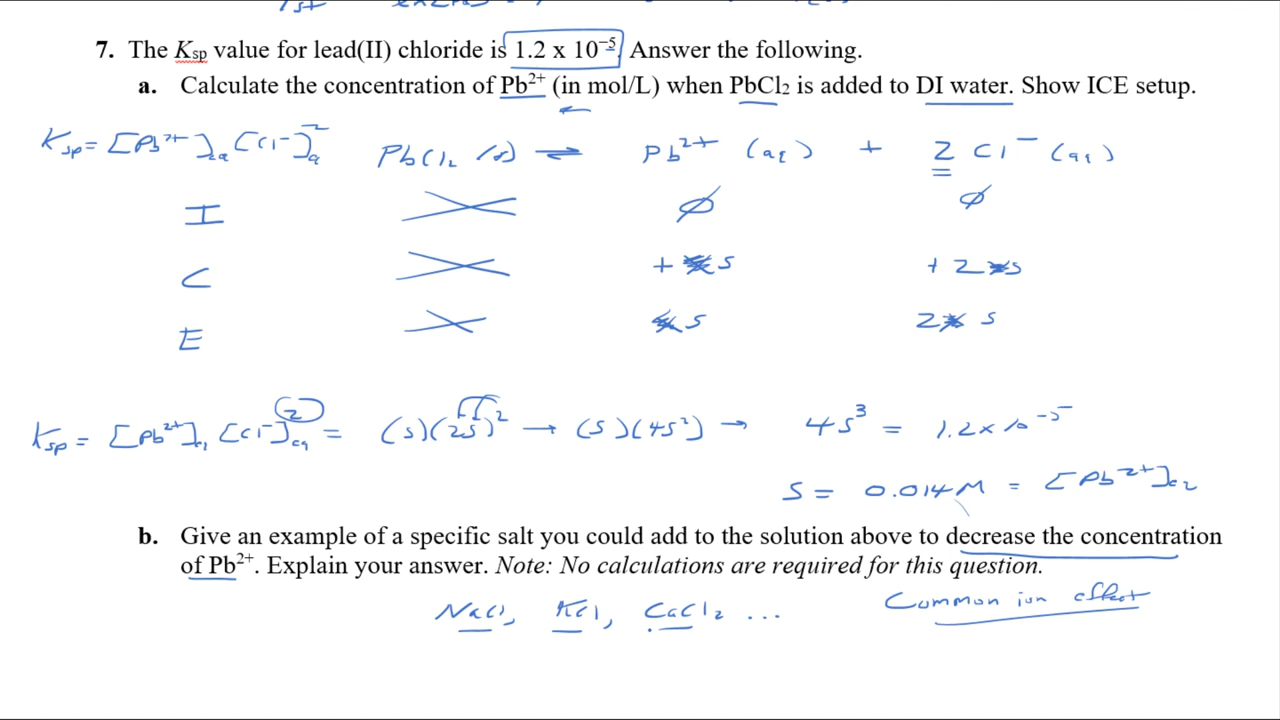 1st
7. The Ksp value for lead(II) chloride is 1.2 x 10⁻⁵. Answer the following.
a. Calculate the concentration of Pb²⁺ (in mol/L) when PbCl₂ is added to DI water. Show ICE setup.
Ksp = [Pb²⁺]eq [Cl⁻]²eq PbCl₂ (s) ⇌ Pb²⁺ (aq) + 2 Cl⁻ (aq)
I ∅ ∅
C + s + 2 s
E s 2 s
Ksp = [Pb²⁺]eq [Cl⁻]²eq = (s)(2s)² → (s)(4s²) → 4s³ = 1.2 x 10⁻⁵
s = 0.014 M = [Pb²⁺]eq
b. Give an example of a specific salt you could add to the solution above to decrease the concentration
of Pb²⁺. Explain your answer. Note: No calculations are required for this question.
NaCl, KCl, CaCl₂ ... Common ion effect